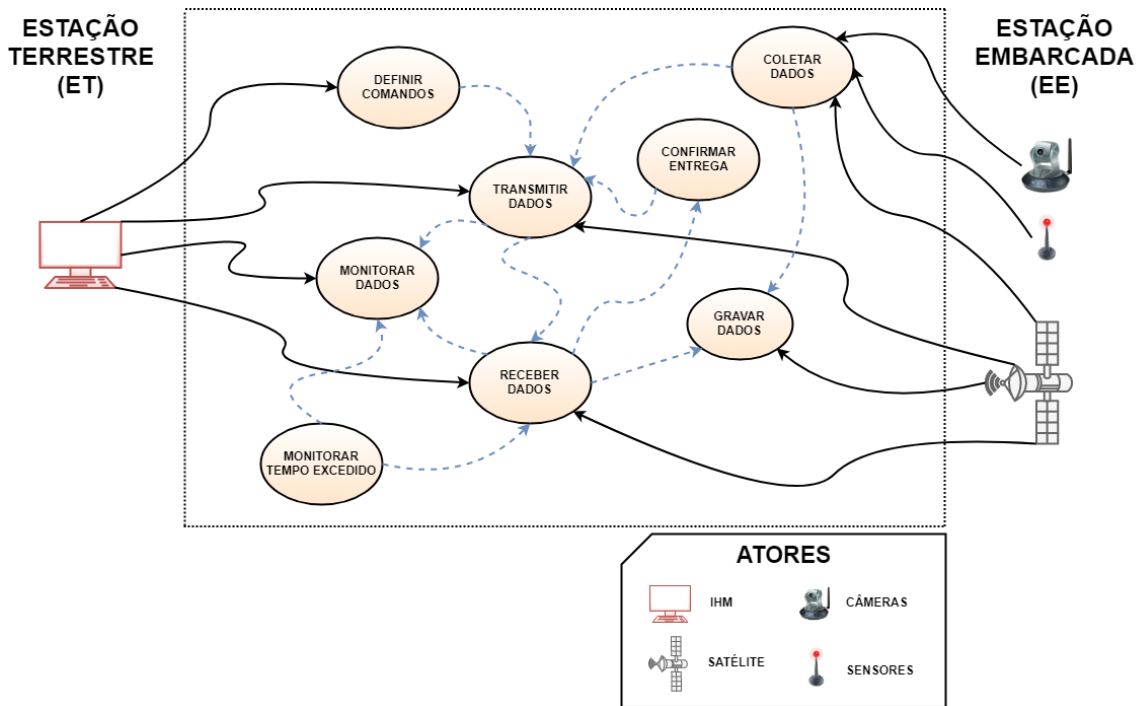 ESTAÇÃO
TERRESTRE
(ET)
ESTAÇÃO
EMBARCADA
(EE)
DEFINIR
COMANDOS
COLETAR
DADOS
CONFIRMAR
ENTREGA
TRANSMITIR
DADOS
MONITORAR
DADOS
GRAVAR
DADOS
RECEBER
DADOS
MONITORAR
TEMPO EXCEDIDO
ATORES
IHM
CÂMERAS
SATÉLITE
SENSORES